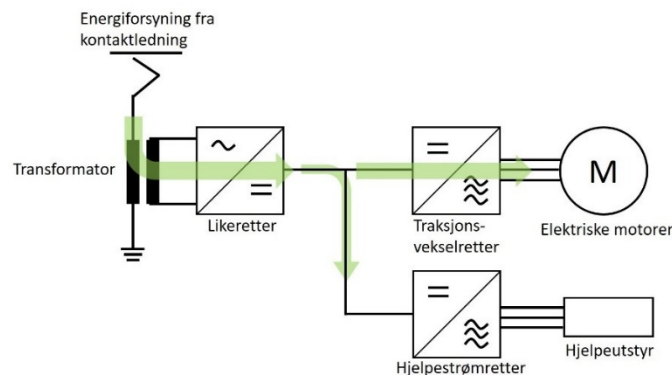 Energiforsyning fra
kontaktledning
Transformator
Likeretter
Traksjons-
vekselretter
M
Elektriske motorer
Hjelpestrømretter
Hjelpeutstyr